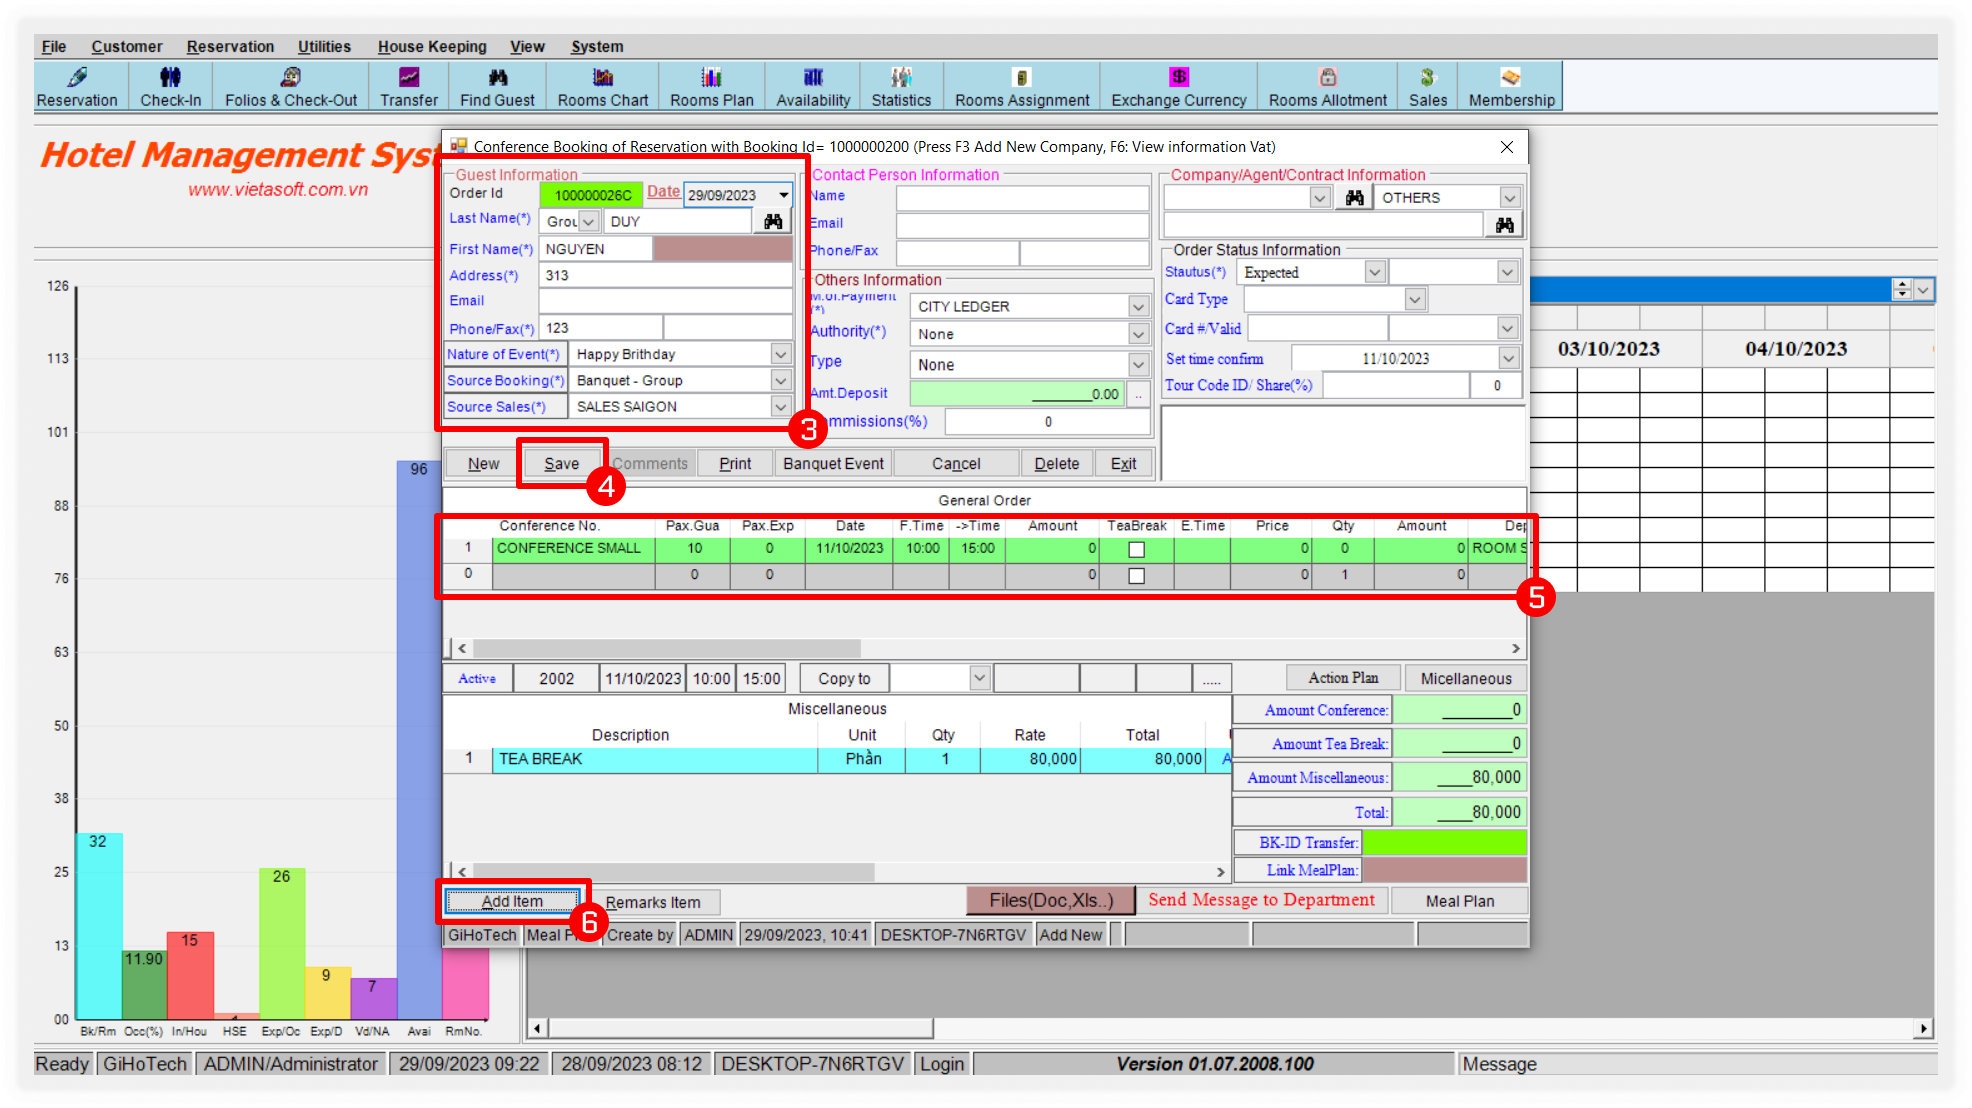 File Customer Reservation Utilities House Keeping View System
Reservation Check-In Folios & Check-Out Transfer Find Guest Rooms Chart Rooms Plan Availability Statistics Rooms Assignment Exchange Currency Rooms Allotment Sales Membership
Hotel Management Syst
www.vietasoft.com.vn
Conference Booking of Reservation with Booking Id= 1000000200 (Press F3 Add New Company, F6: View information Vat)
Guest Information
Order Id 100000026C Date 29/09/2023
Last Name(*) Grou DUY
First Name(*) NGUYEN
Address(*) 313
Email
Phone/Fax(*) 123
Nature of Event(*) Happy Brithday
Source Booking(*) Banquet - Group
Source Sales(*) SALES SAIGON
3
Contact Person Information
Name
Email
Phone/Fax
Others Information
M.of.Payment (*) CITY LEDGER
Authority(*) None
Type None
Amt.Deposit 0.00 ..
ommissions(%) 0
Company/Agent/Contract Information
OTHERS
Order Status Information
Stautus(*) Expected
Card Type
Card #/Valid
Set time confirm 11/10/2023
Tour Code ID/ Share(%) 0
New Save Comments Print Banquet Event Cancel Delete Exit
4
General Order
Conference No. Pax.Gua Pax.Exp Date F.Time ->Time Amount TeaBreak E.Time Price Qty Amount Dep
1 CONFERENCE SMALL 10 0 11/10/2023 10:00 15:00 0 0 0 0 ROOM S
0 0 0 0 0 1 0
5
Active 2002 11/10/2023 10:00 15:00 Copy to ..... Action Plan Micellaneous
Miscellaneous
Description Unit Qty Rate Total
1 TEA BREAK Phần 1 80,000 80,000 A
Amount Conference: 0
Amount Tea Break: 0
Amount Miscellaneous: 80,000
Total: 80,000
BK-ID Transfer:
Link MealPlan:
Add Item Remarks Item Files(Doc,Xls..) Send Message to Department Meal Plan
6
GiHoTech Meal P Create by ADMIN 29/09/2023, 10:41 DESKTOP-7N6RTGV Add New
03/10/2023 04/10/2023
126
113
101
88
76
63
50
38
25
13
00
32
11.90
15
26
9
7
96
Bk/Rm Occ(%) In/Hou HSE Exp/Oc Exp/D Vd/NA Avai RmNo.
Ready GiHoTech ADMIN/Administrator 29/09/2023 09:22 28/09/2023 08:12 DESKTOP-7N6RTGV Login Version 01.07.2008.100 Message